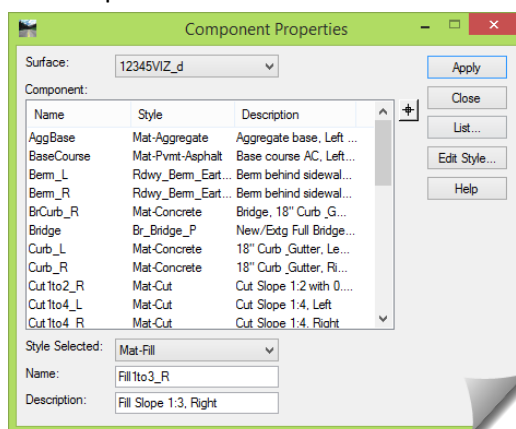 Component Properties
Surface: 12345VIZ_d
Apply
Component:
Close
Name Style Description
List...
AggBase Mat-Aggregate Aggregate base, Left ...
BaseCourse Mat-Pvmt-Asphalt Base course AC, Left...
Edit Style...
Berm_L Rdwy_Berm_Eart... Berm behind sidewal...
Berm_R Rdwy_Berm_Eart... Berm behind sidewal...
Help
BrCurb_R Mat-Concrete Bridge, 18" Curb _G...
Bridge Br_Bridge_P New/Extg Full Bridge...
Curb_L Mat-Concrete 18" Curb _Gutter, Le...
Curb_R Mat-Concrete 18" Curb _Gutter, Ri...
Cut1to2_R Mat-Cut Cut Slope 1:2 with 0....
Cut1to4_L Mat-Cut Cut Slope 1:4, Left
Cut1to4_R Mat-Cut Cut Slope 1:4, Right
Style Selected: Mat-Fill
Name: Fill1to3_R
Description: Fill Slope 1:3, Right